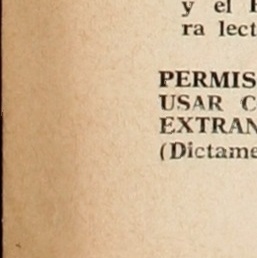 y el
ra lect
PERMIS
USAR C
EXTRAN
(Dictame